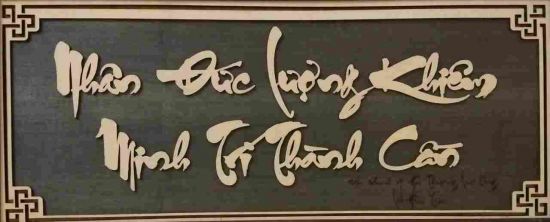 Nhân Đức Lượng Khiêm
Minh Trí Thành Cần